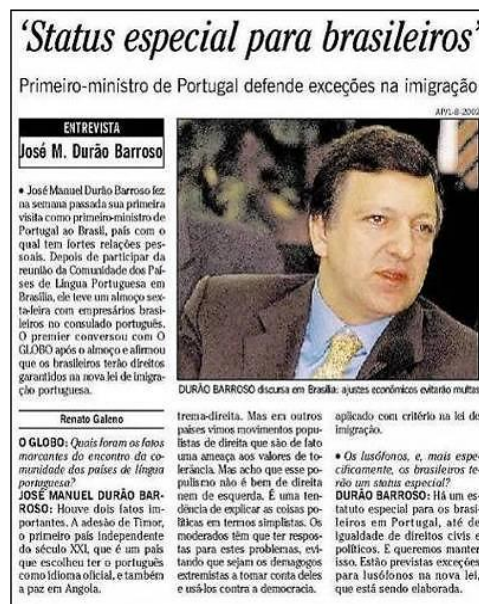 'Status especial para brasileiros'
Primeiro-ministro de Portugal defende exceções na imigração
AP/1-8-2002
ENTREVISTA
José M. Durão Barroso
• José Manuel Durão Barroso fez
na semana passada sua primeira
visita como primeiro-ministro de
Portugal ao Brasil, país com o
qual tem fortes relações pes-
soais. Depois de participar da
reunião da Comunidade dos Paí-
ses de Língua Portuguesa em
Brasília, ele teve um almoço sex-
ta-feira com empresários brasi-
leiros no consulado português.
O premier conversou com O
GLOBO após o almoço e afirmou
que os brasileiros terão direitos
garantidos na nova lei de imigra-
ção portuguesa.
DURÃO BARROSO discursa em Brasília: ajustes econômicos evitarão multas
Renato Galeno
O GLOBO: Quais foram os fatos
marcantes do encontro da co-
munidade dos países de língua
portuguesa?
JOSÉ MANUEL DURÃO BAR-
ROSO: Houve dois fatos im-
portantes. A adesão de Timor,
o primeiro país independente
do século XXI, que é um país
que escolheu ter o português
como idioma oficial, e também
a paz em Angola.
trema-direita. Mas em outros
países vimos movimentos popu-
listas de direita que são de fato
uma ameaça aos valores de to-
lerância. Mas acho que esse po-
pulismo não é bem de direita
nem de esquerda. É uma ten-
dência de explicar as coisas po-
líticas em termos simplistas. Os
moderados têm que ter respos-
tas para estes problemas, evi-
tando que sejam os demagogos
extremistas a tomar conta deles
e usá-los contra a democracia.
aplicado com critério na lei de
imigração.
• Os lusófonos, e, mais espe-
cificamente, os brasileiros te-
rão um status especial?
DURÃO BARROSO: Há um es-
tatuto especial para os brasi-
leiros em Portugal, até de
igualdade de direitos civis e
políticos. E queremos manter
isso. Estão previstas exceções
para lusófonos na nova lei,
que está sendo elaborada.